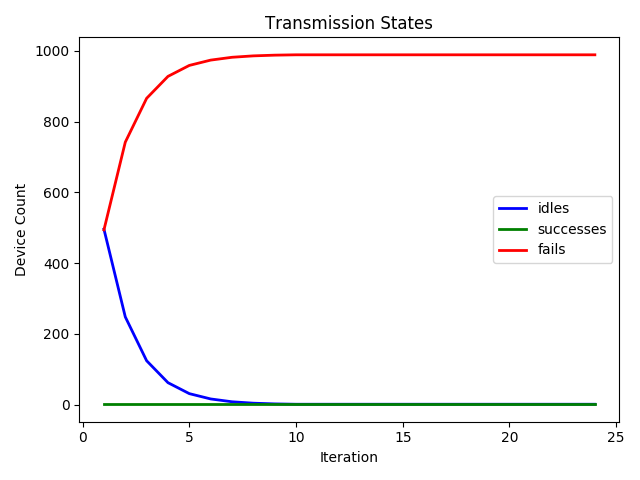 Transmission States
Device Count
1000
800
600
400
200
0
idles
successes
fails
0 5 10 15 20 25
Iteration